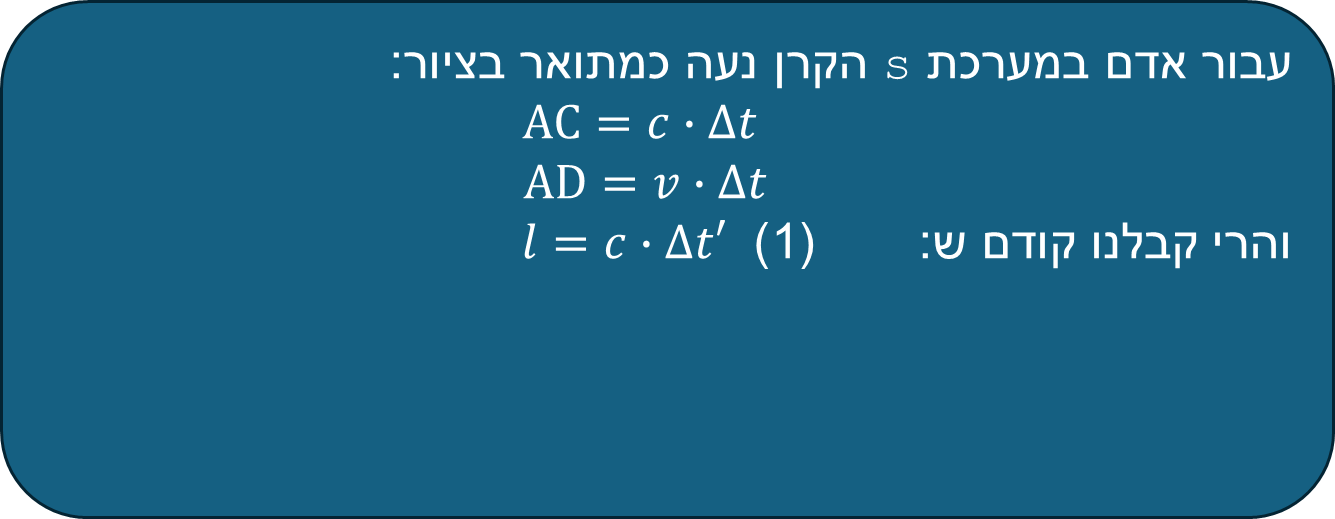 עבור אדם במערכת s הקרן נעה כמתואר בציור:
AC = c · Δt
AD = v · Δt
והרי קבלנו קודם ש: l = c · Δt′ (1)